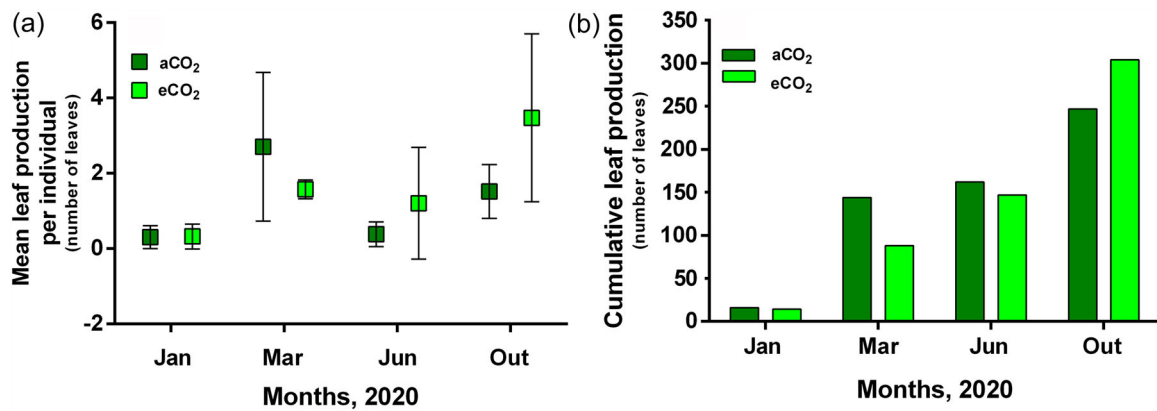 (a)
6
4
2
0
-2
Mean leaf production
per individual
(number of leaves)
aCO₂
eCO₂
Jan Mar Jun Out
Months, 2020
(b)
350
300
250
200
150
100
50
0
Cumulative leaf production
(number of leaves)
aCO₂
eCO₂
Jan Mar Jun Out
Months, 2020